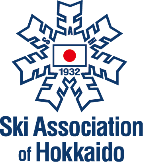 1932
Ski Association
of Hokkaido